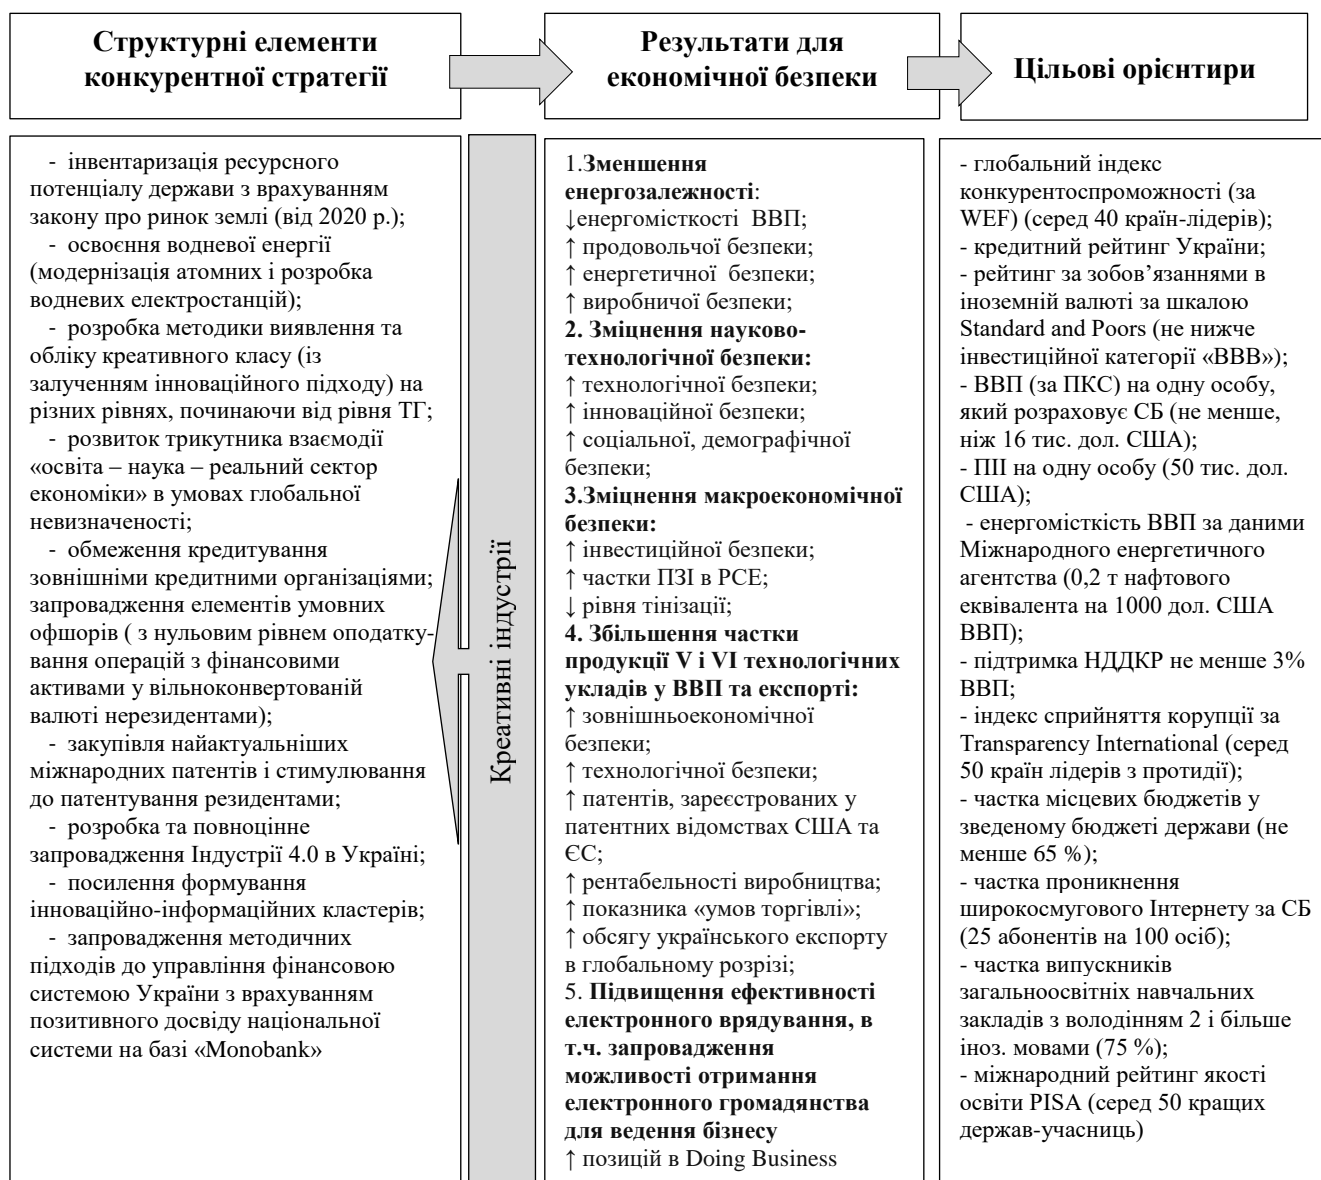 Структурні елементи
конкурентної стратегії
Результати для
економічної безпеки
Цільові орієнтири
- інвентаризація ресурсного
потенціалу держави з врахуванням
закону про ринок землі (від 2020 р.);
- освоєння водневої енергії
(модернізація атомних і розробка
водневих електростанцій);
- розробка методики виявлення та
обліку креативного класу (із
залученням інноваційного підходу) на
різних рівнях, починаючи від рівня ТГ;
- розвиток трикутника взаємодії
«освіта – наука – реальний сектор
економіки» в умовах глобальної
невизначеності;
- обмеження кредитування
зовнішніми кредитними організаціями;
запровадження елементів умовних
офшорів ( з нульовим рівнем оподатку-
вання операцій з фінансовими
активами у вільноконвертованій
валюті нерезидентами);
- закупівля найактуальніших
міжнародних патентів і стимулювання
до патентування резидентами;
- розробка та повноцінне
запровадження Індустрії 4.0 в Україні;
- посилення формування
інноваційно-інформаційних кластерів;
- запровадження методичних
підходів до управління фінансовою
системою України з врахуванням
позитивного досвіду національної
системи на базі «Monobank»
Креативні індустрії
1.Зменшення
енергозалежності:
↓енергомісткості ВВП;
↑ продовольчої безпеки;
↑ енергетичної безпеки;
↑ виробничої безпеки;
2. Зміцнення науково-
технологічної безпеки:
↑ технологічної безпеки;
↑ інноваційної безпеки;
↑ соціальної, демографічної
безпеки;
3.Зміцнення макроекономічної
безпеки:
↑ інвестиційної безпеки;
↑ частки ПЗІ в РСЕ;
↓ рівня тінізації;
4. Збільшення частки
продукції V і VI технологічних
укладів у ВВП та експорті:
↑ зовнішньоекономічної
безпеки;
↑ технологічної безпеки;
↑ патентів, зареєстрованих у
патентних відомствах США та
ЄС;
↑ рентабельності виробництва;
↑ показника «умов торгівлі»;
↑ обсягу українського експорту
в глобальному розрізі;
5. Підвищення ефективності
електронного врядування, в
т.ч. запровадження
можливості отримання
електронного громадянства
для ведення бізнесу
↑ позицій в Doing Business
- глобальний індекс
конкурентоспроможності (за
WEF) (серед 40 країн-лідерів);
- кредитний рейтинг України;
- рейтинг за зобов’язаннями в
іноземній валюті за шкалою
Standard and Poors (не нижче
інвестиційної категорії «ВВВ»);
- ВВП (за ПКС) на одну особу,
який розраховує СБ (не менше,
ніж 16 тис. дол. США);
- ПІІ на одну особу (50 тис. дол.
США);
- енергомісткість ВВП за даними
Міжнародного енергетичного
агентства (0,2 т нафтового
еквівалента на 1000 дол. США
ВВП);
- підтримка НДДКР не менше 3%
ВВП;
- індекс сприйняття корупції за
Transparency International (серед
50 країн лідерів з протидії);
- частка місцевих бюджетів у
зведеному бюджеті держави (не
менше 65 %);
- частка проникнення
широкосмугового Інтернету за СБ
(25 абонентів на 100 осіб);
- частка випускників
загальноосвітніх навчальних
закладів з володінням 2 і більше
іноз. мовами (75 %);
- міжнародний рейтинг якості
освіти PISA (серед 50 кращих
держав-учасниць)